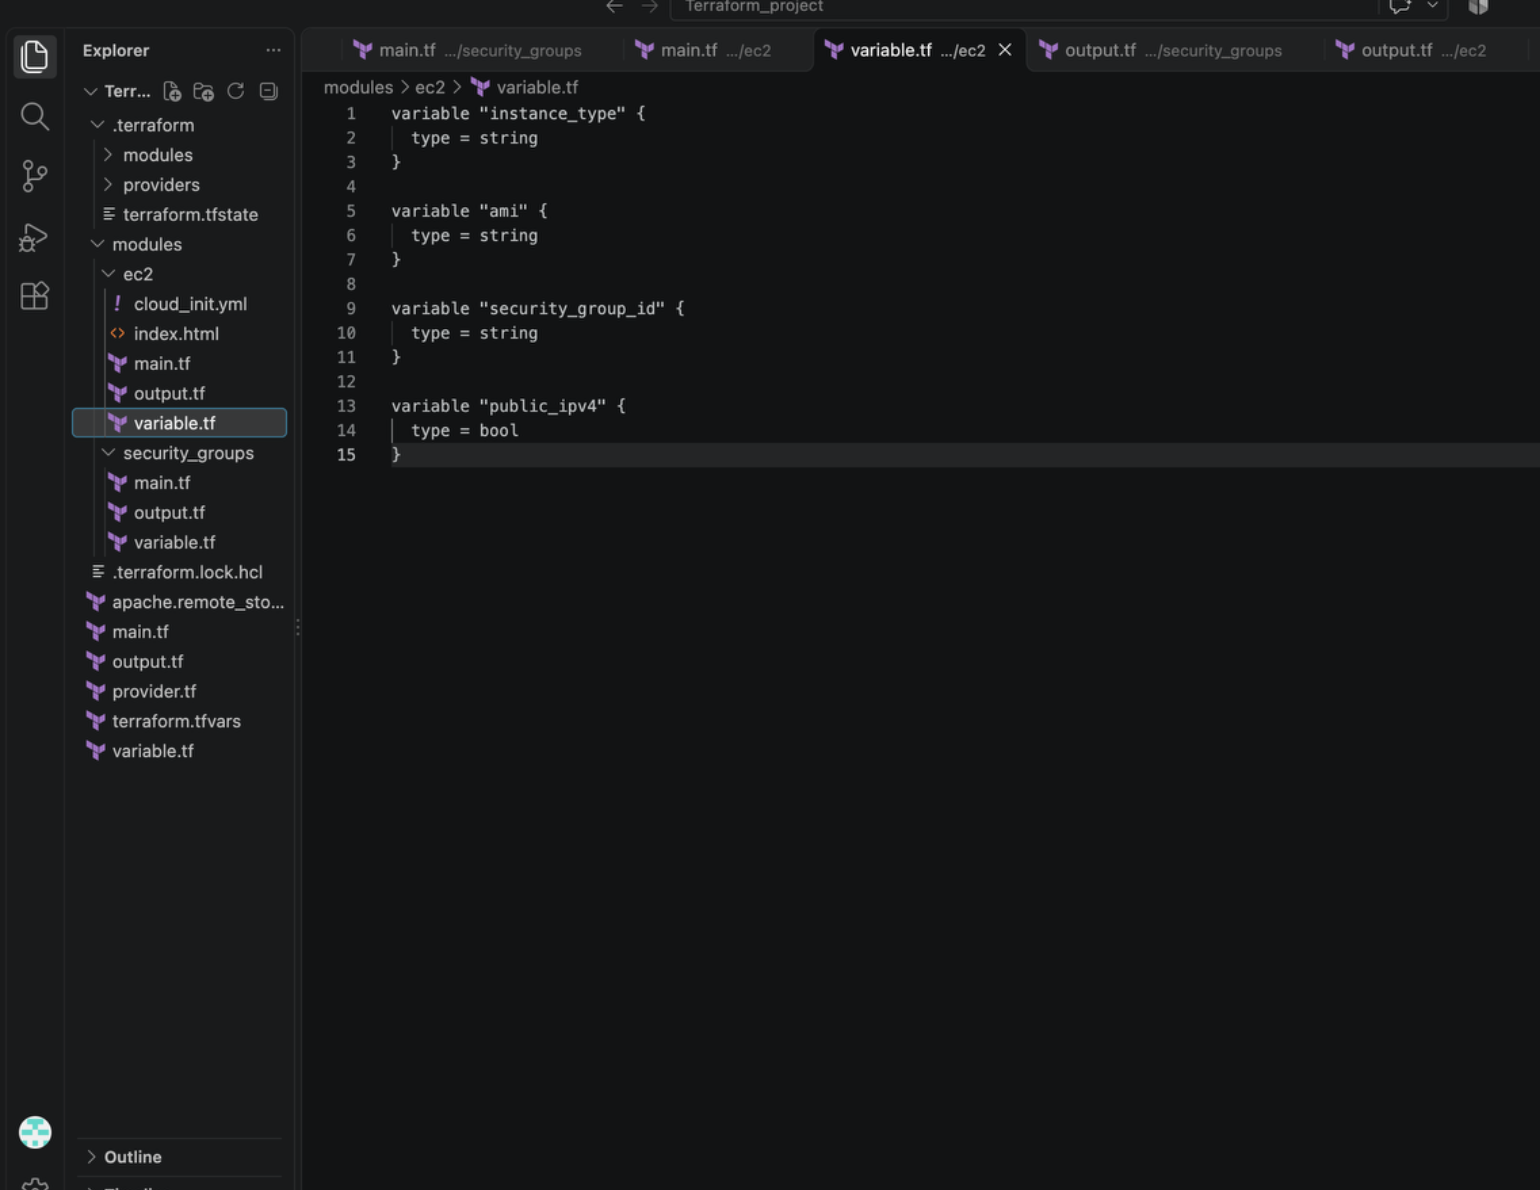 Terraform_project
Explorer
main.tf .../security_groups
main.tf .../ec2
variable.tf .../ec2
output.tf .../security_groups
output.tf .../ec2
Terr...
modules > ec2 > variable.tf
.terraform
modules
providers
terraform.tfstate
modules
ec2
! cloud_init.yml
<> index.html
main.tf
output.tf
variable.tf
security_groups
main.tf
output.tf
variable.tf
.terraform.lock.hcl
apache.remote_sto...
main.tf
output.tf
provider.tf
terraform.tfvars
variable.tf
Outline
1 variable "instance_type" {
2 type = string
3 }
4
5 variable "ami" {
6 type = string
7 }
8
9 variable "security_group_id" {
10 type = string
11 }
12
13 variable "public_ipv4" {
14 type = bool
15 }